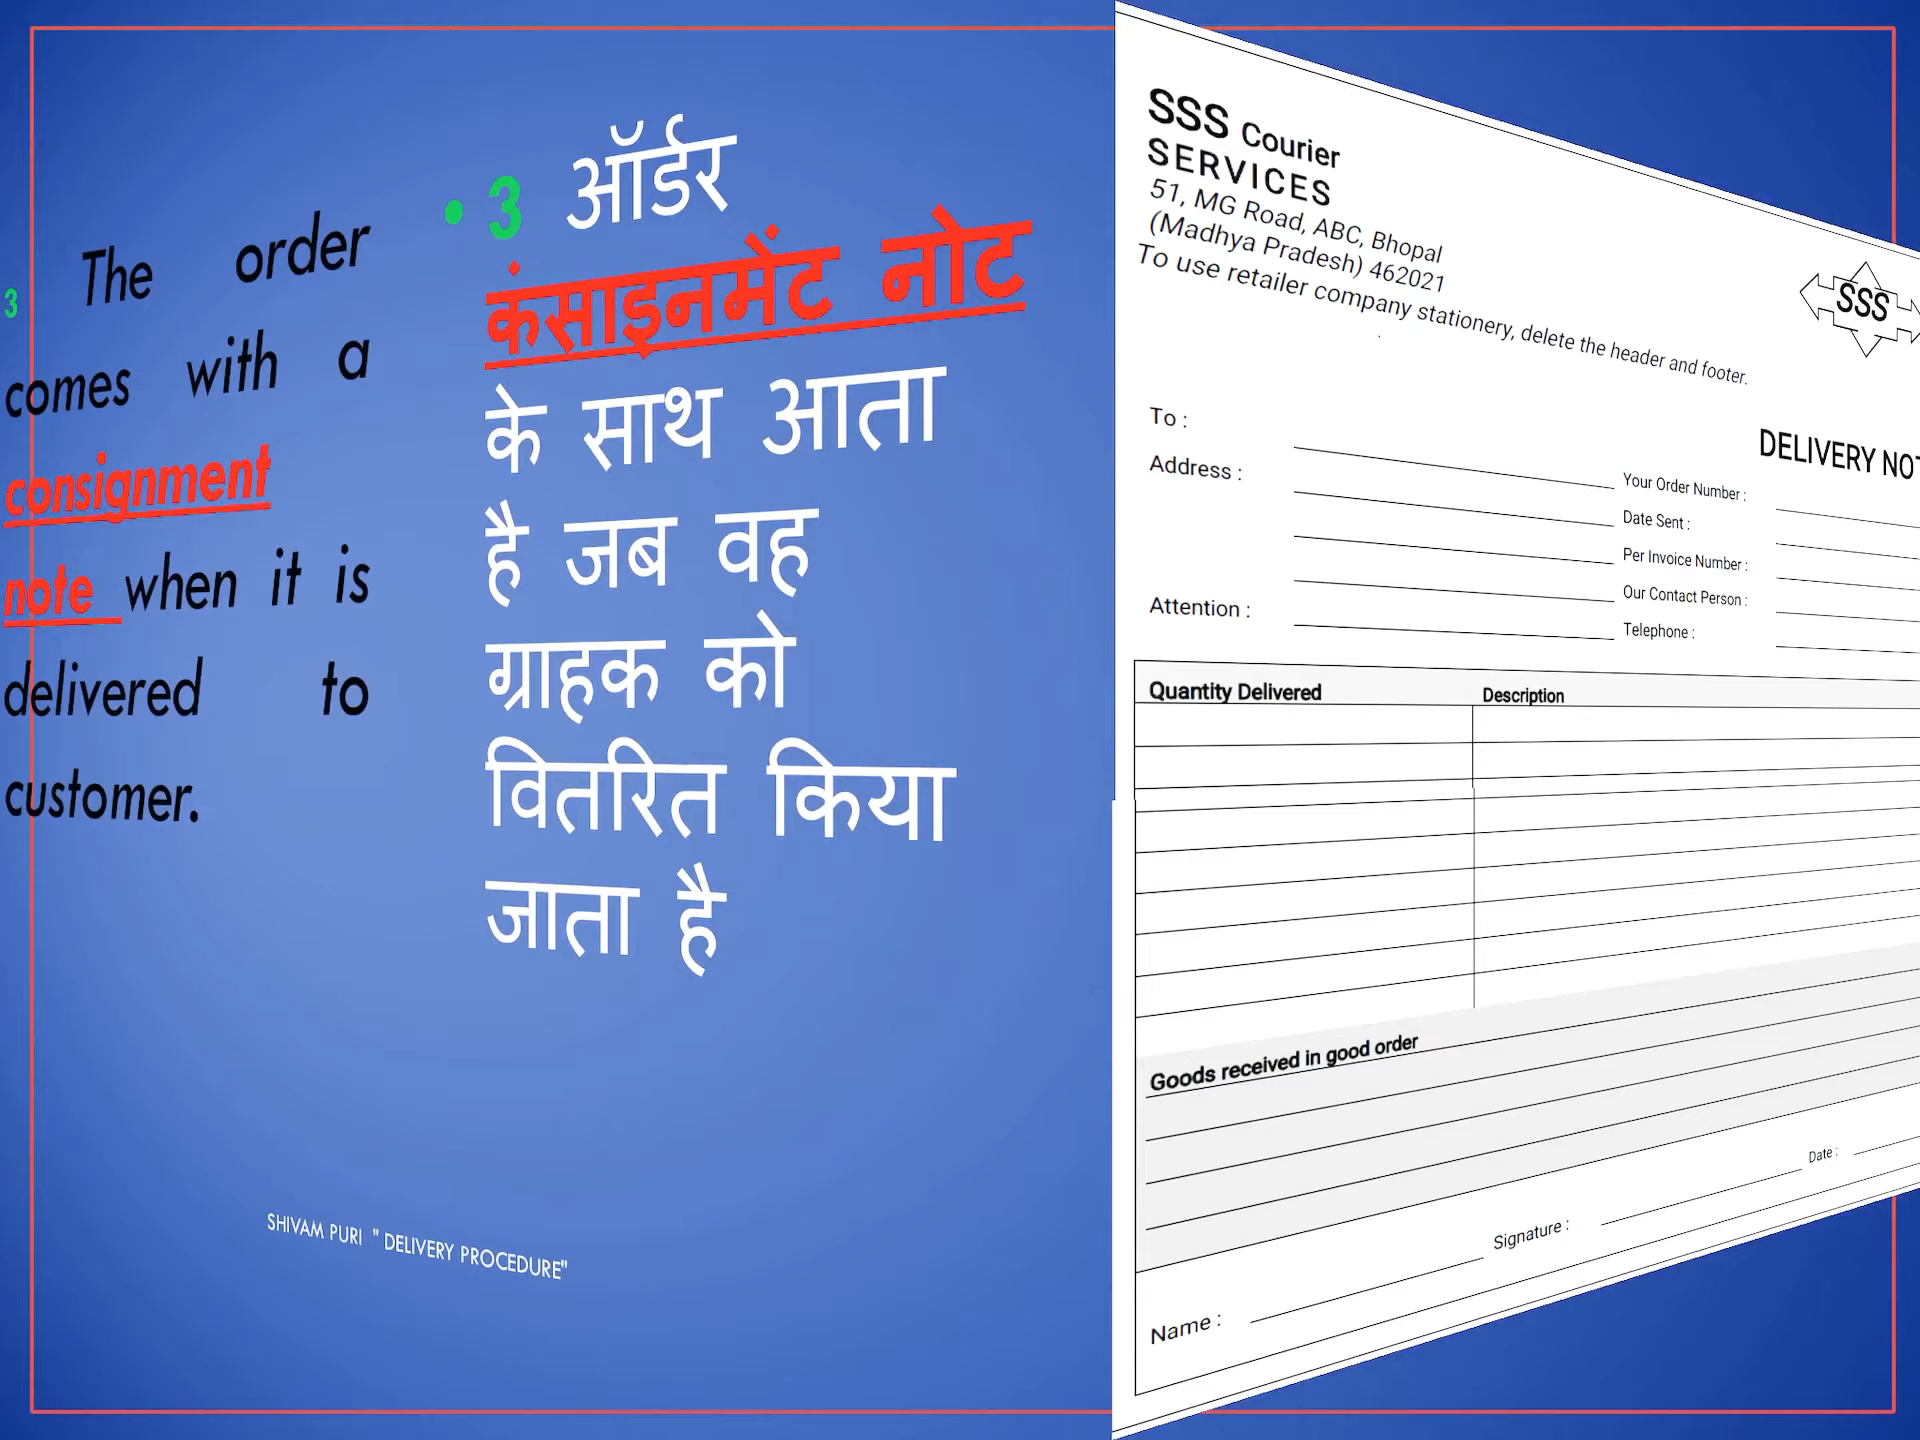 3 The order
comes with a
consignment
note when it is
delivered to
customer.
• 3 ऑर्डर
कंसाइनमेंट नोट
के साथ आता
है जब वह
ग्राहक को
वितरित किया
जाता है
SHIVAM PURI " DELIVERY PROCEDURE"
SSS Courier
SERVICES
51, MG Road, ABC, Bhopal
(Madhya Pradesh) 462021
To use retailer company stationery, delete the header and footer.
SSS
DELIVERY NOT
To :
Address :
Attention :
Your Order Number :
Date Sent :
Per Invoice Number :
Our Contact Person :
Telephone :
Quantity Delivered Description
Goods received in good order
Name : Signature : Date :